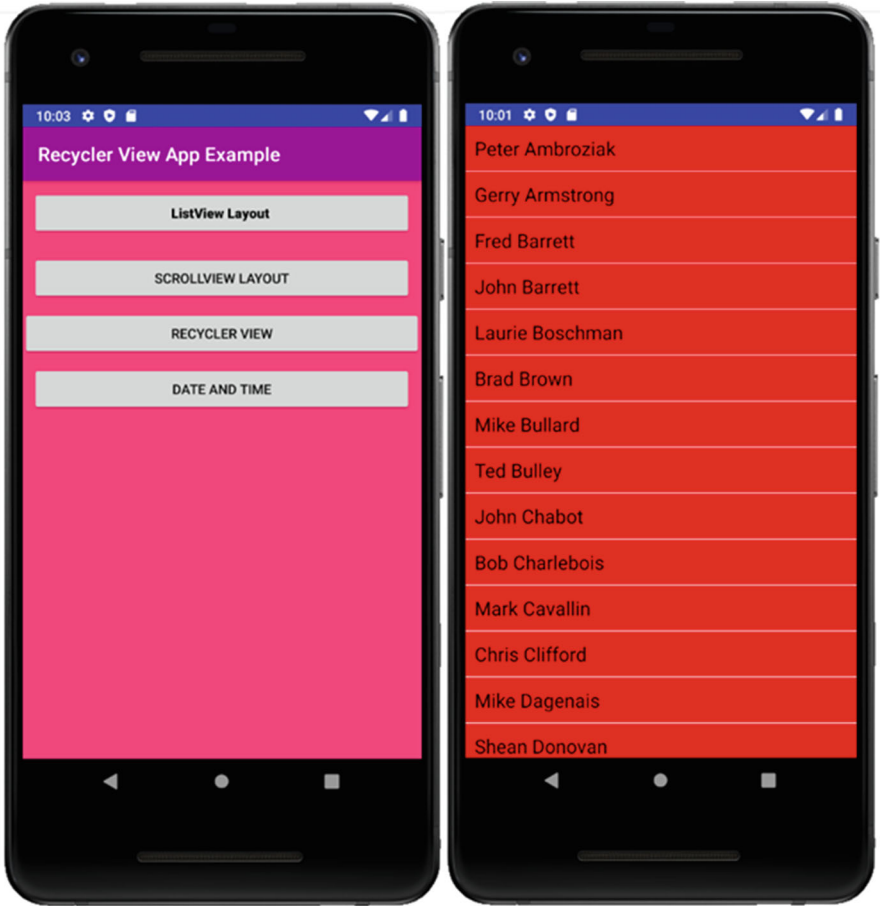 10:03
Recycler View App Example
ListView Layout
SCROLLVIEW LAYOUT
RECYCLER VIEW
DATE AND TIME
10:01
Peter Ambroziak
Gerry Armstrong
Fred Barrett
John Barrett
Laurie Boschman
Brad Brown
Mike Bullard
Ted Bulley
John Chabot
Bob Charlebois
Mark Cavallin
Chris Clifford
Mike Dagenais
Shean Donovan